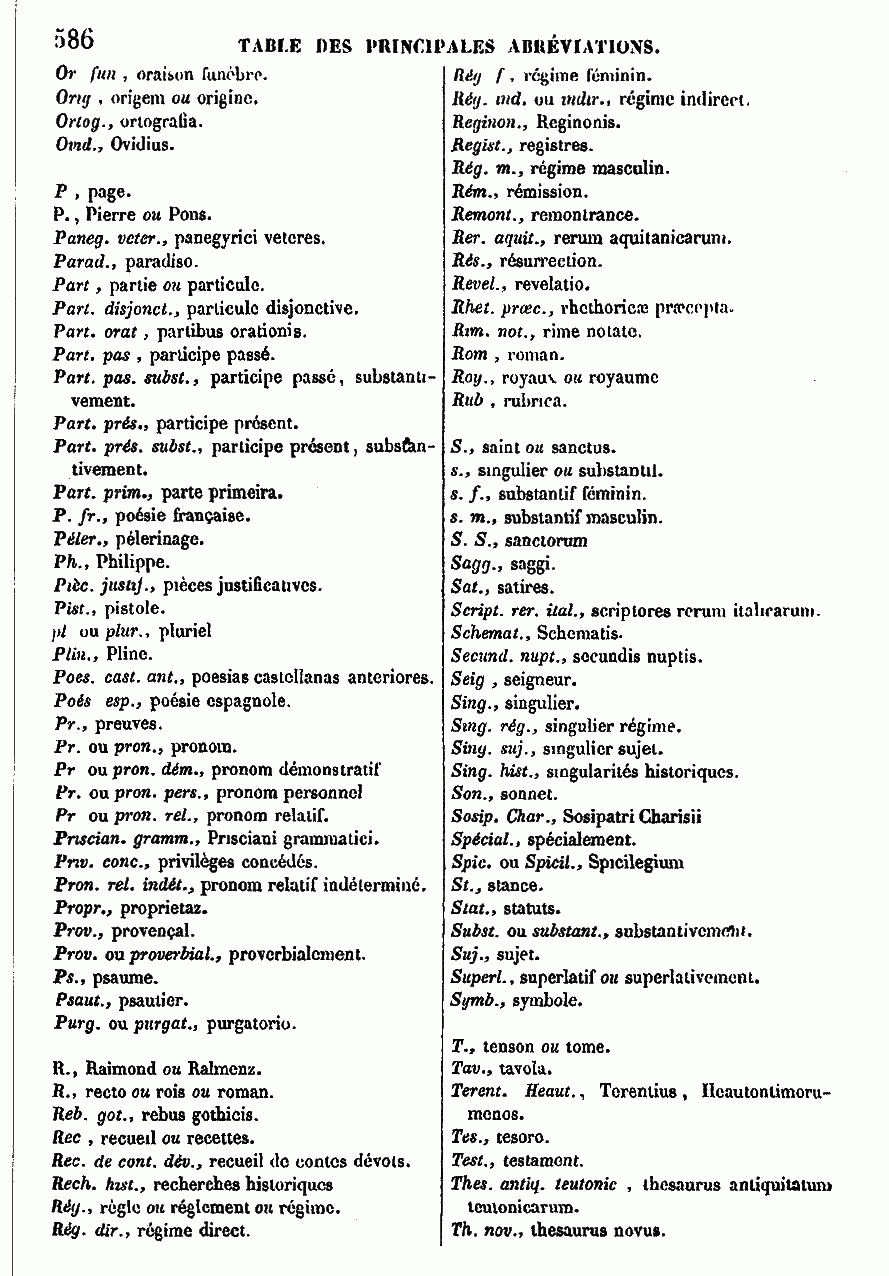 586
TABLE DES PRINCIPALES ABRÉVIATIONS.
Or fun , oraison funèbre.
Orig , origem ou origine.
Ortog., ortografia.
Ovid., Ovidius.
P , page.
P., Pierre ou Pons.
Paneg. veter., panegyrici veteres.
Parad., paradiso.
Part , partie ou particule.
Part. disjonct., particule disjonctive.
Part. orat , partibus orationis.
Part. pas , participe passé.
Part. pas. subst., participe passé, substanti-
vement.
Part. prés., participe présent.
Part. prés. subst., participe présent, substan-
tivement.
Part. prim., parte primeira.
P. fr., poésie française.
Péler., pélerinage.
Ph., Philippe.
Pièc. justif., pièces justificatives.
Pist., pistole.
pl ou plur., pluriel
Plin., Pline.
Poes. cast. ant., poesias castellanas anteriores.
Poés esp., poésie espagnole.
Pr., preuves.
Pr. ou pron., pronom.
Pr ou pron. dém., pronom démonstratif
Pr. ou pron. pers., pronom personnel
Pr ou pron. rel., pronom relatif.
Priscian. gramm., Prisciani grammatici.
Priv. conc., privilèges concédés.
Pron. rel. indét., pronom relatif indéterminé.
Propr., proprietaz.
Prov., provençal.
Prov. ou proverbial., proverbialement.
Ps., psaume.
Psaut., psautier.
Purg. ou purgat., purgatorio.
R., Raimond ou Raimenz.
R., recto ou rois ou roman.
Reb. got., rebus gothicis.
Rec , recueil ou recettes.
Rec. de cont. dév., recueil de contes dévots.
Rech. hist., recherches historiques
Rég., règle ou réglement ou régime.
Rég. dir., régime direct.
Rég f , régime féminin.
Rég. ind. ou indir., régime indirect.
Reginon., Reginonis.
Regist., registres.
Rég. m., régime masculin.
Rém., rémission.
Remont., remontrance.
Rer. aquit., rerum aquitanicarum.
Rés., résurrection.
Revel., revelatio.
Rhet. præc., rhethoricæ præcepta.
Rim. not., rime notate.
Rom , roman.
Roy., royaux ou royaume
Rub , rubrica.
S., saint ou sanctus.
s., singulier ou substantif.
s. f., substantif féminin.
s. m., substantif masculin.
S. S., sanctorum
Sagg., saggi.
Sat., satires.
Script. rer. ital., scriptores rerum italicarum.
Schemat., Schematis.
Secund. nupt., secundis nuptis.
Seig , seigneur.
Sing., singulier.
Sing. rég., singulier régime.
Sing. suj., singulier sujet.
Sing. hist., singularités historiques.
Son., sonnet.
Sosip. Char., Sosipatri Charisii
Spécial., spécialement.
Spic. ou Spicil., Spicilegium
St., stance.
Stat., statuts.
Subst. ou substant., substantivement.
Suj., sujet.
Superl., superlatif ou superlativement.
Symb., symbole.
T., tenson ou tome.
Tav., tavola.
Terent. Heaut., Terentius, Heautontimoru-
menos.
Tes., tesoro.
Test., testament.
Thes. antiq. teutonic , thesaurus antiquitatum
teutonicarum.
Th. nov., thesaurus novus.